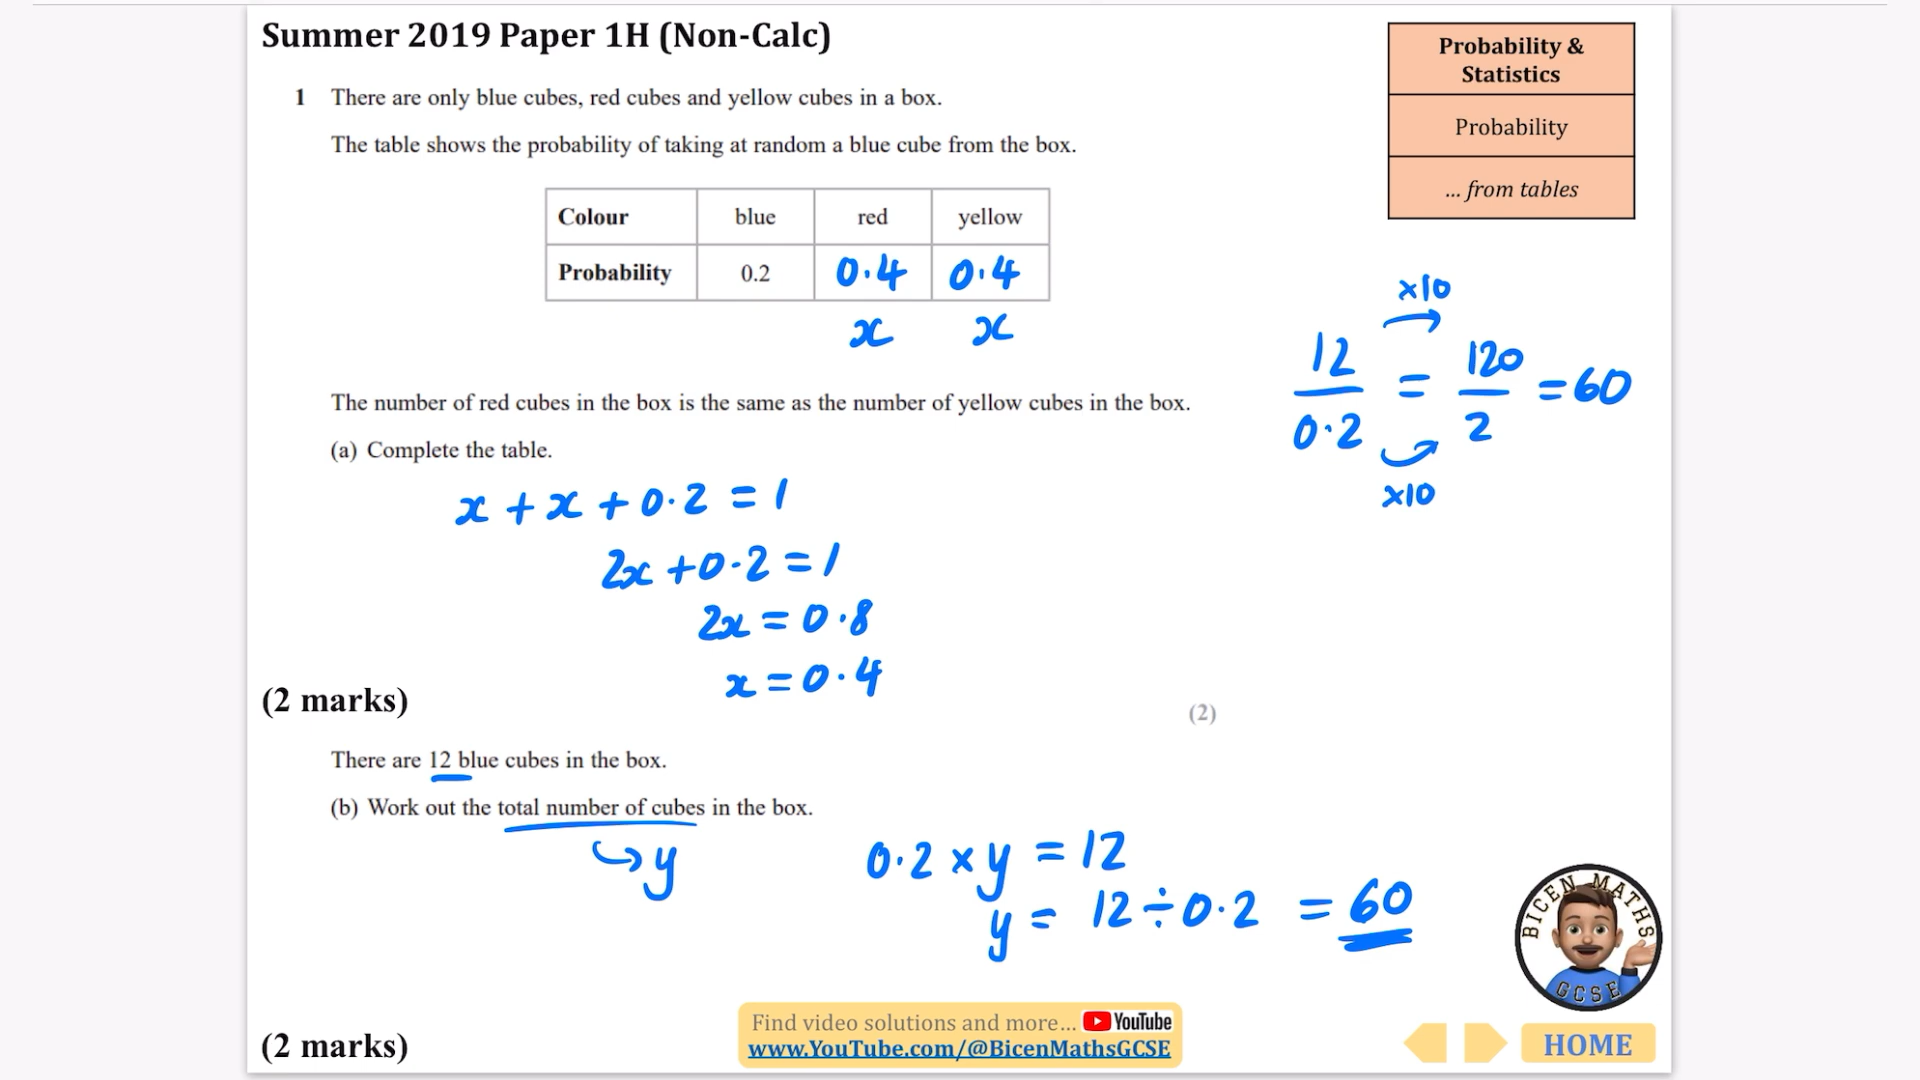 Summer 2019 Paper 1H (Non-Calc)
Probability &
Statistics
Probability
... from tables
1 There are only blue cubes, red cubes and yellow cubes in a box.
The table shows the probability of taking at random a blue cube from the box.
Colour blue red yellow
Probability 0.2 0.4 0.4
x x
The number of red cubes in the box is the same as the number of yellow cubes in the box.
(a) Complete the table.
x + x + 0.2 = 1
2x + 0.2 = 1
2x = 0.8
x = 0.4
(2 marks)
(2)
×10
12/0.2 = 120/2 = 60
×10
There are 12 blue cubes in the box.
(b) Work out the total number of cubes in the box.
y
0.2 × y = 12
y = 12 ÷ 0.2 = 60
(2 marks)
BICEN MATHS
GCSE
Find video solutions and more... YouTube
www.YouTube.com/@BicenMathsGCSE
HOME